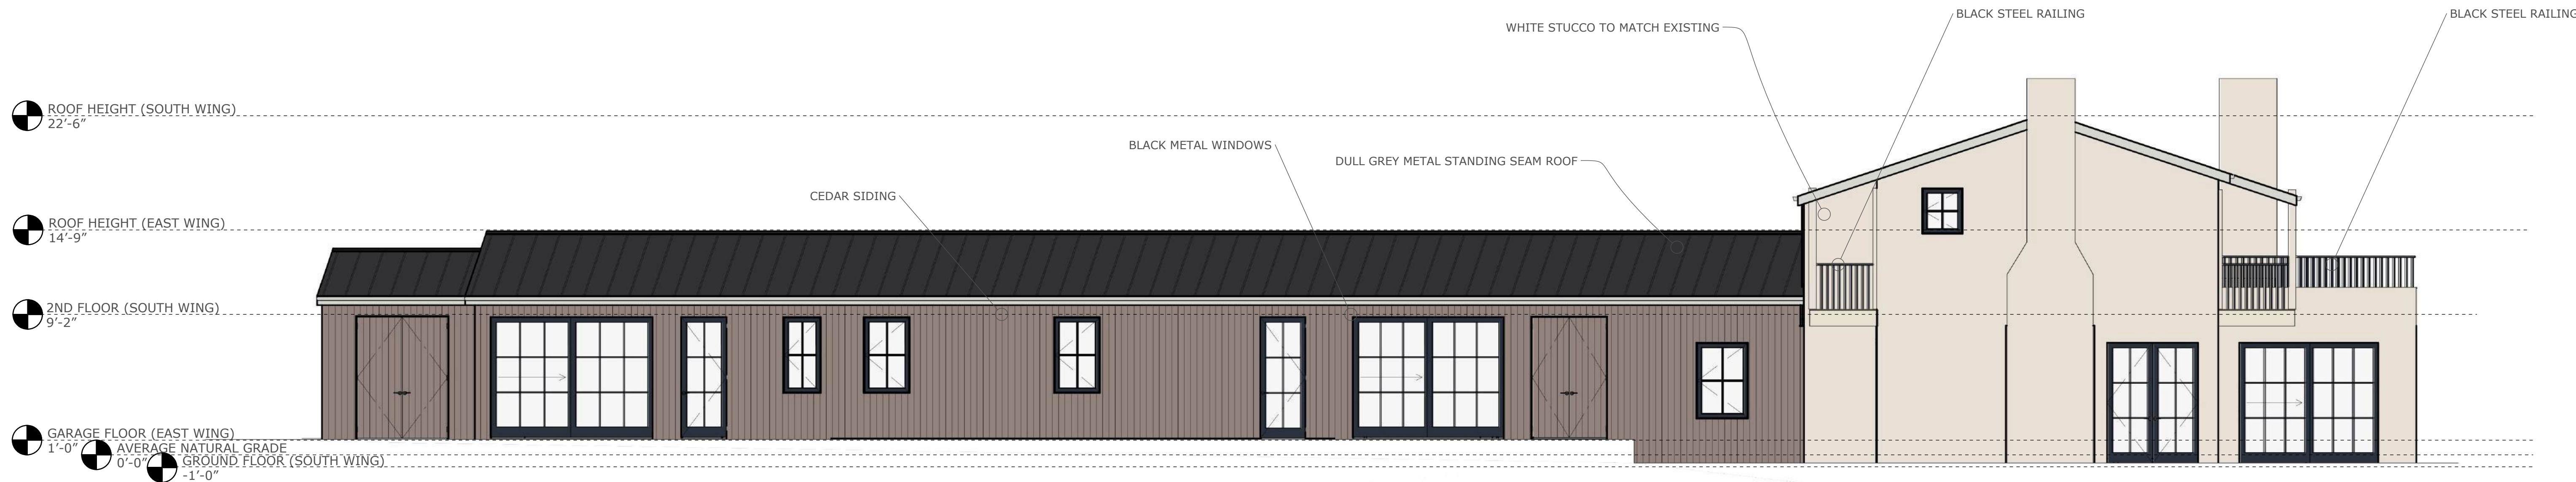 BLACK STEEL RAILING
BLACK STEEL RAILING
WHITE STUCCO TO MATCH EXISTING
ROOF HEIGHT (SOUTH WING)
22'-6"
BLACK METAL WINDOWS
DULL GREY METAL STANDING SEAM ROOF
CEDAR SIDING
ROOF HEIGHT (EAST WING)
14'-9"
2ND FLOOR (SOUTH WING)
9'-2"
GARAGE FLOOR (EAST WING)
1'-0"
AVERAGE NATURAL GRADE
0'-0"
GROUND FLOOR (SOUTH WING)
-1'-0"